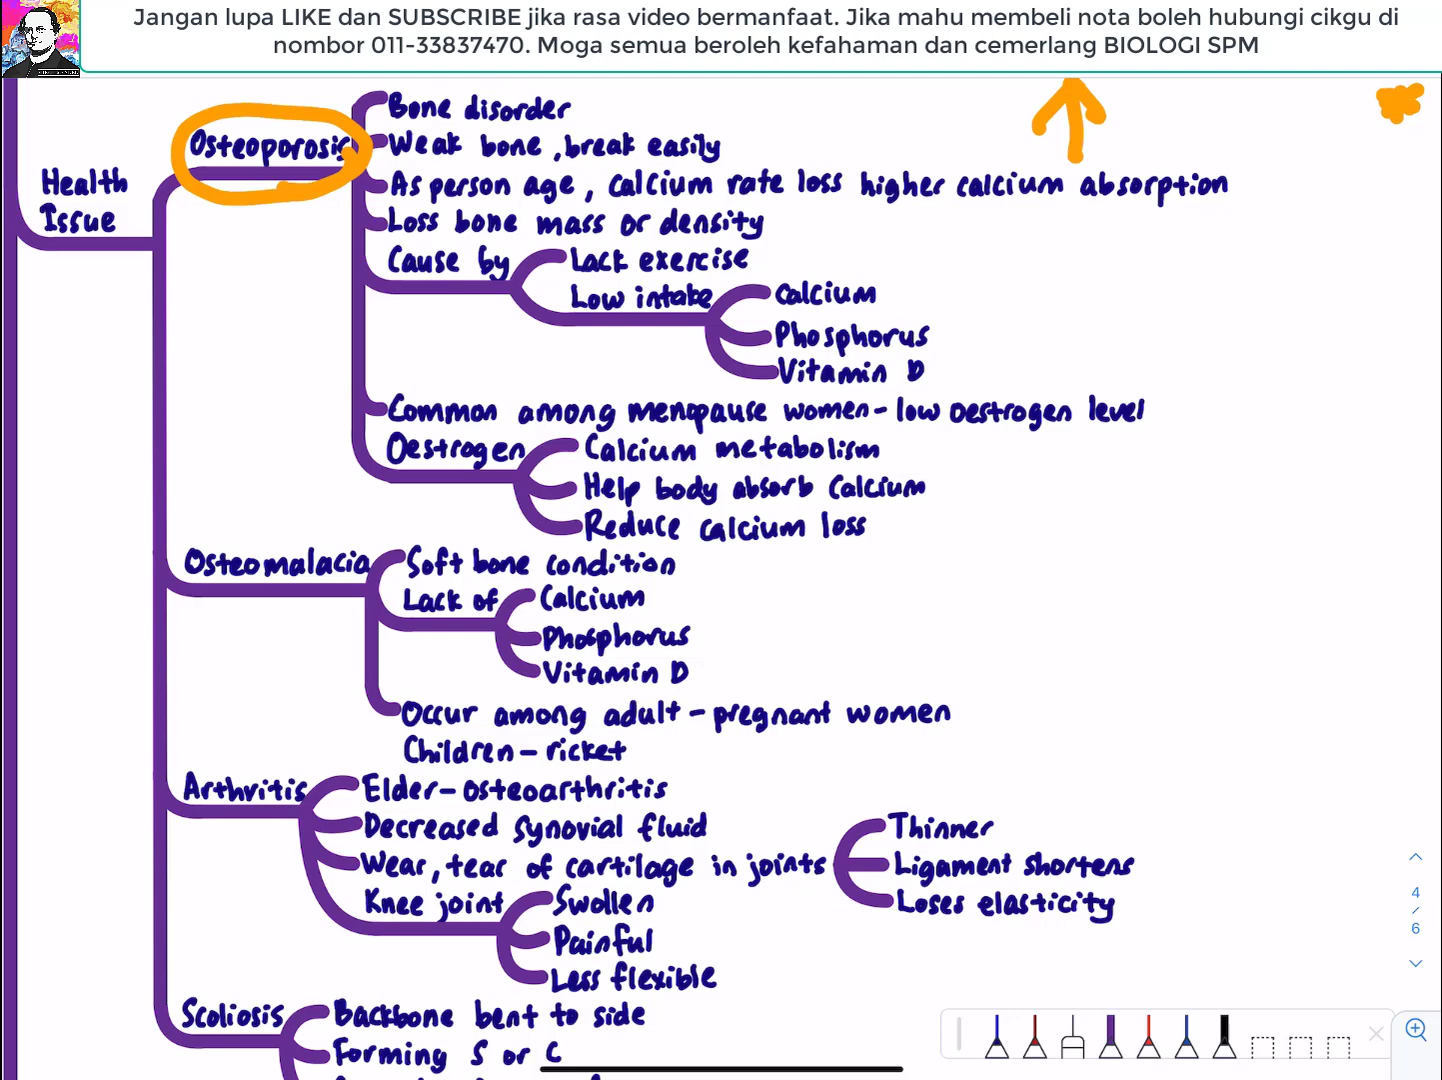 Jangan lupa LIKE dan SUBSCRIBE jika rasa video bermanfaat. Jika mahu membeli nota boleh hubungi cikgu di
nombor 011-33837470. Moga semua beroleh kefahaman dan cemerlang BIOLOGI SPM
Health
Issue
Osteoporosis
Bone disorder
Weak bone, break easily
As person age, calcium rate loss higher calcium absorption
Loss bone mass or density
Cause by
Lack exercise
Low intake
Calcium
Phosphorus
Vitamin D
Common among menopause women - low oestrogen level
Oestrogen
Calcium metabolism
Help body absorb calcium
Reduce calcium loss
Osteomalacia
Soft bone condition
Lack of
Calcium
Phosphorus
Vitamin D
Occur among adult - pregnant women
Children - ricket
Arthritis
Elder - osteoarthritis
Decreased synovial fluid
Wear, tear of cartilage in joints
Thinner
Ligament shortens
Loses elasticity
Knee joint
Swollen
Painful
Less flexible
Scoliosis
Backbone bent to side
Forming S or C
4
/
6